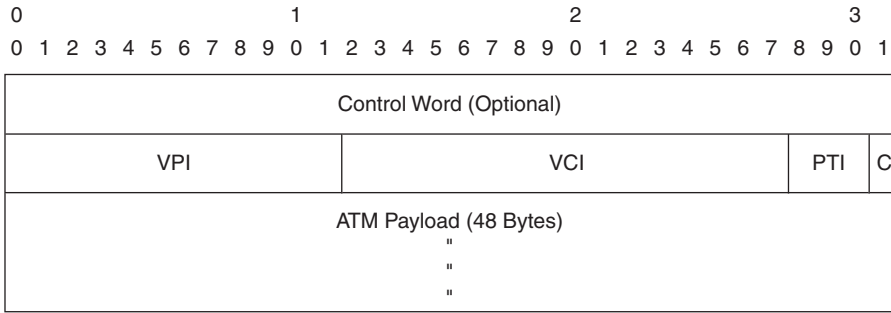 0 1 2 3
0 1 2 3 4 5 6 7 8 9 0 1 2 3 4 5 6 7 8 9 0 1 2 3 4 5 6 7 8 9 0 1
Control Word (Optional)
VPI VCI PTI C
ATM Payload (48 Bytes)
"
"
"